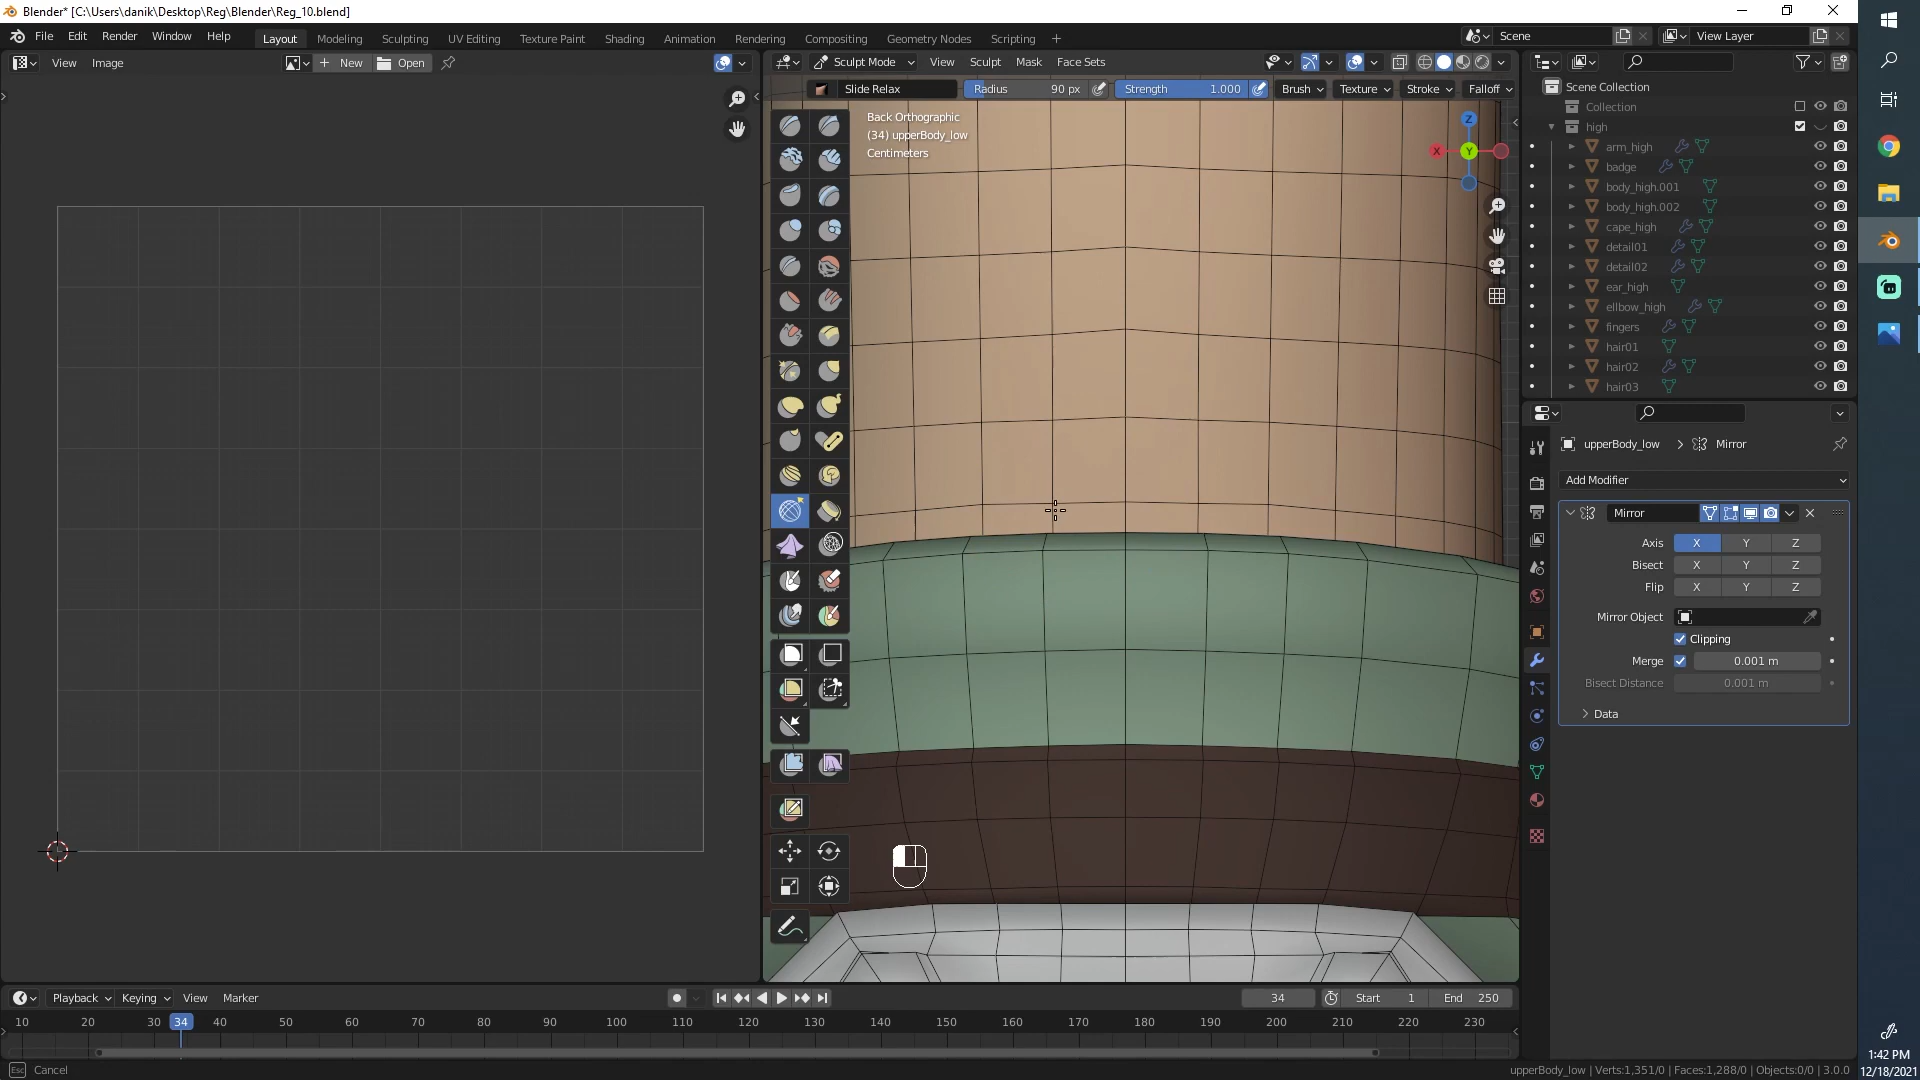 Blender* [C:\Users\danik\Desktop\Reg\Blender\Reg_10.blend]
File Edit Render Window Help
Layout Modeling Sculpting UV Editing Texture Paint Shading Animation Rendering Compositing Geometry Nodes Scripting +
Scene View Layer
View Image New Open
Sculpt Mode View Sculpt Mask Face Sets
Slide Relax Radius 90 px Strength 1.000 Brush Texture Stroke Falloff
Back Orthographic
(34) upperBody_low
Centimeters
Z
X Y
Scene Collection
Collection
high
arm_high
badge
body_high.001
body_high.002
cape_high
detail01
detail02
ear_high
ellbow_high
fingers
hair01
hair02
hair03
upperBody_low > Mirror
Add Modifier
Mirror
Axis X Y Z
Bisect X Y Z
Flip X Y Z
Mirror Object
Clipping
Merge 0.001 m
Bisect Distance 0.001 m
Data
Playback Keying View Marker 34 Start 1 End 250
10 20 30 34 40 50 60 70 80 90 100 110 120 130 140 150 160 170 180 190 200 210 220 230
Esc Cancel
upperBody_low | Verts:1,351/0 | Faces:1,288/0 | Objects:0/0 | 3.0.0
1:42 PM
12/18/2021